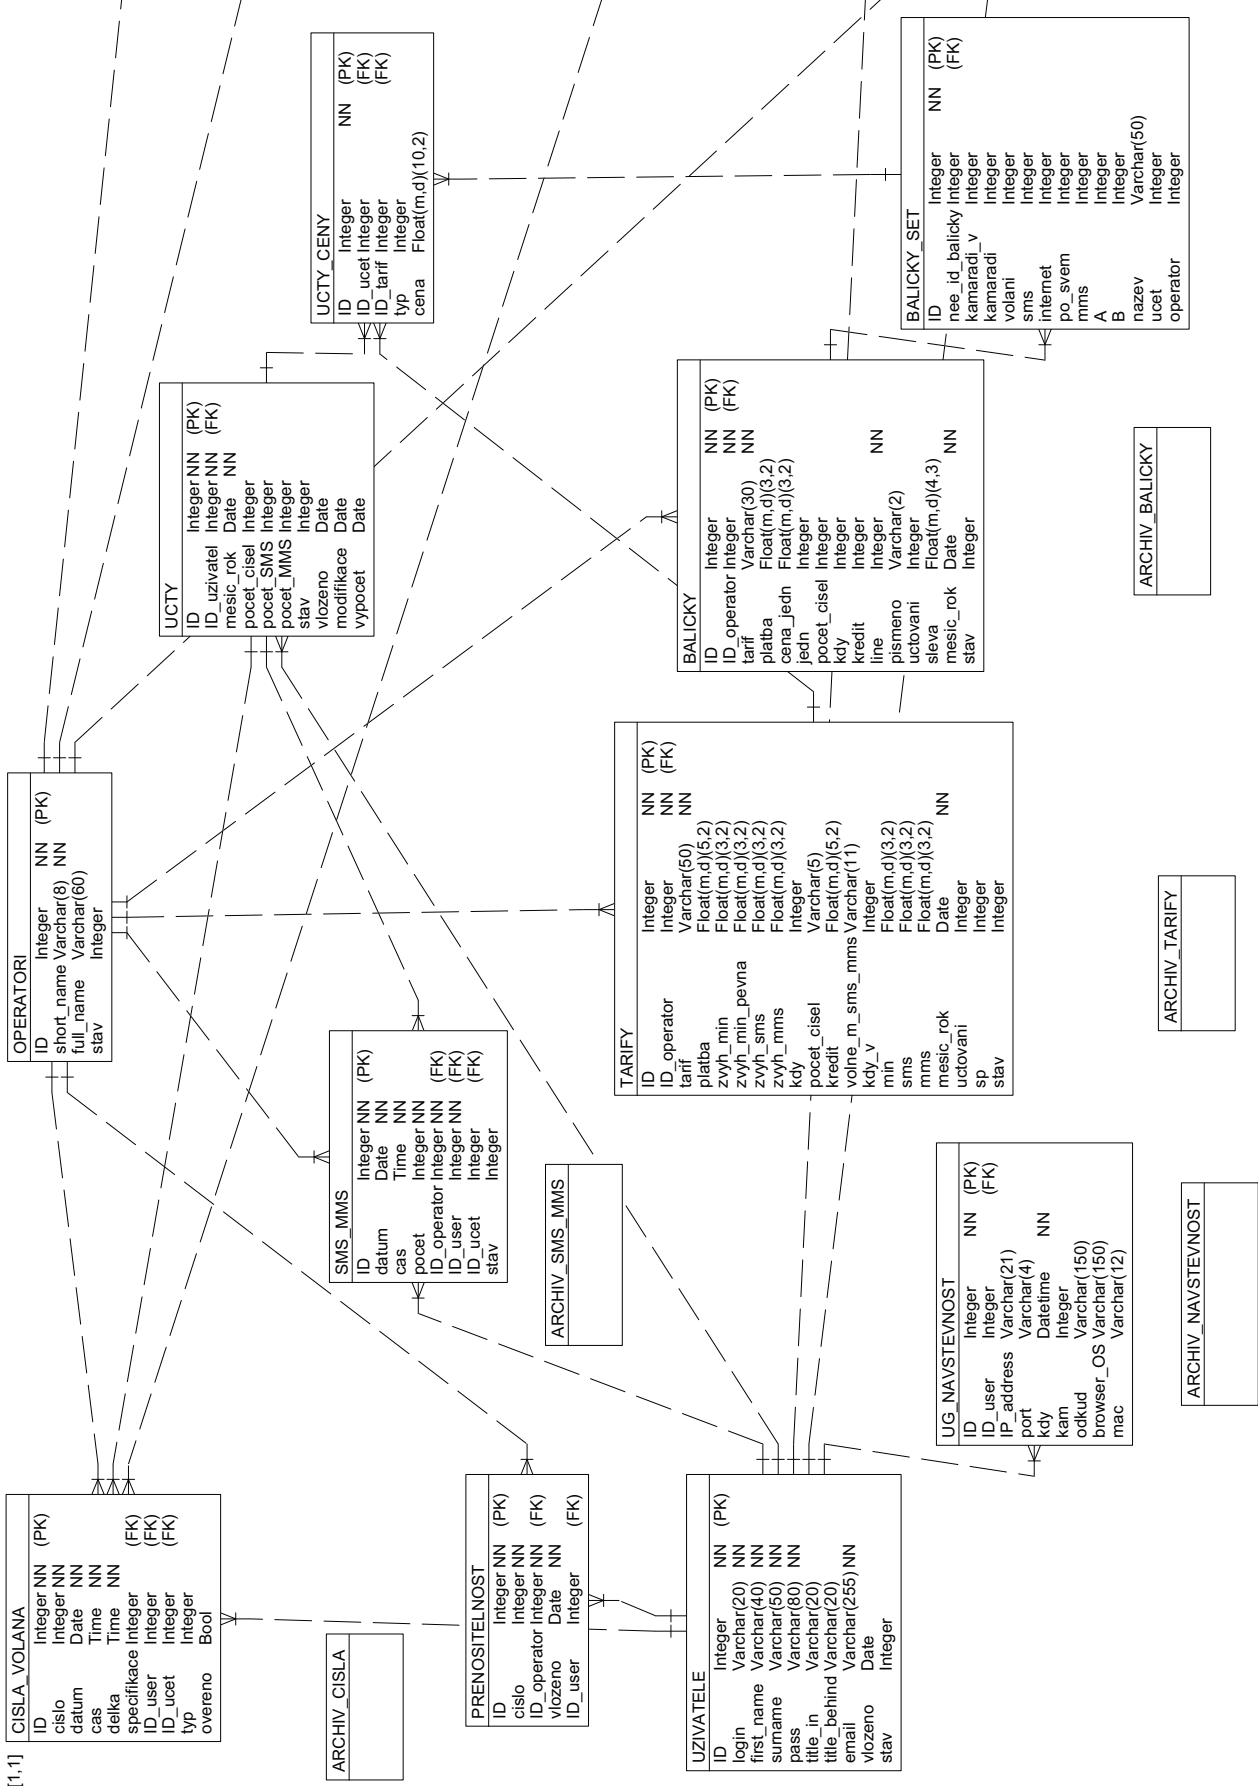 [1,1]
CISLA_VOLANA
ID Integer NN (PK)
cislo Integer NN
datum Date NN
cas Time NN
delka Time NN
specifikace Integer (FK)
ID_user Integer (FK)
ID_ucet Integer (FK)
typ Integer
overeno Bool
OPERATORI
ID Integer NN (PK)
short_name Varchar(8) NN
full_name Varchar(60)
stav Integer
UCTY
ID Integer NN (PK)
ID_uzivatel Integer NN (FK)
mesic_rok Date NN
pocet_cisel Integer
pocet_SMS Integer
pocet_MMS Integer
stav Integer
vlozeno Date
modifikace Date
vypocet Date
UCTY_CENY
ID Integer NN (PK)
ID_ucet Integer (FK)
ID_tarif Integer (FK)
typ Integer
cena Float(m,d)(10,2)
ARCHIV_CISLA
SMS_MMS
ID Integer NN (PK)
datum Date NN
cas Time NN
pocet Integer NN
ID_operator Integer NN (FK)
ID_user Integer NN (FK)
ID_ucet Integer (FK)
stav Integer
PRENOSITELNOST
ID Integer NN (PK)
cislo Integer NN
ID_operator Integer NN (FK)
vlozeno Date NN
ID_user Integer (FK)
ARCHIV_SMS_MMS
TARIFY
ID Integer NN (PK)
ID_operator Integer NN (FK)
tarif Varchar(50) NN
platba Float(m,d)(5,2)
zvyh_min Float(m,d)(3,2)
zvyh_min_pevna Float(m,d)(3,2)
zvyh_sms Float(m,d)(3,2)
zvyh_mms Float(m,d)(3,2)
kdy Integer
pocet_cisel Varchar(5)
kredit Float(m,d)(5,2)
volne_m_sms_mms Varchar(11)
kdy_v Integer
min Float(m,d)(3,2)
sms Float(m,d)(3,2)
mms Float(m,d)(3,2)
mesic_rok Date NN
uctovani Integer
sp Integer
stav Integer
BALICKY
ID Integer NN (PK)
ID_operator Integer NN (FK)
tarif Varchar(30) NN
platba Float(m,d)(3,2)
cena_jedn Float(m,d)(3,2)
jedn Integer
pocet_cisel Integer
kdy Integer
kredit Integer
line Integer NN
pismeno Varchar(2)
uctovani Integer
sleva Float(m,d)(4,3)
mesic_rok Date NN
stav Integer
BALICKY_SET
ID Integer NN (PK)
nee_id_balicky Integer (FK)
kamaradi_v Integer
kamaradi Integer
volani Integer
sms Integer
internet Integer
po_svem Integer
mms Integer
A Integer
B Integer
nazev Varchar(50)
ucet Integer
operator Integer
UZIVATELE
ID Integer NN (PK)
login Varchar(20) NN
first_name Varchar(40) NN
surname Varchar(50) NN
pass Varchar(80) NN
title_in Varchar(20)
title_behind Varchar(20)
email Varchar(255) NN
vlozeno Date
stav Integer
UG_NAVSTEVNOST
ID Integer NN (PK)
ID_user Integer (FK)
IP_address Varchar(21)
port Varchar(4)
kdy Datetime NN
kam Integer
odkud Varchar(150)
browser_OS Varchar(150)
mac Varchar(12)
ARCHIV_BALICKY
ARCHIV_TARIFY
ARCHIV_NAVSTEVNOST